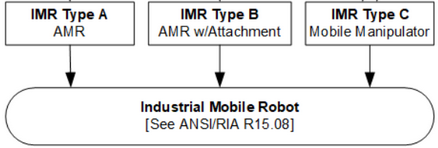 IMR Type A
AMR
IMR Type B
AMR w/Attachment
IMR Type C
Mobile Manipulator
Industrial Mobile Robot
[See ANSI/RIA R15.08]